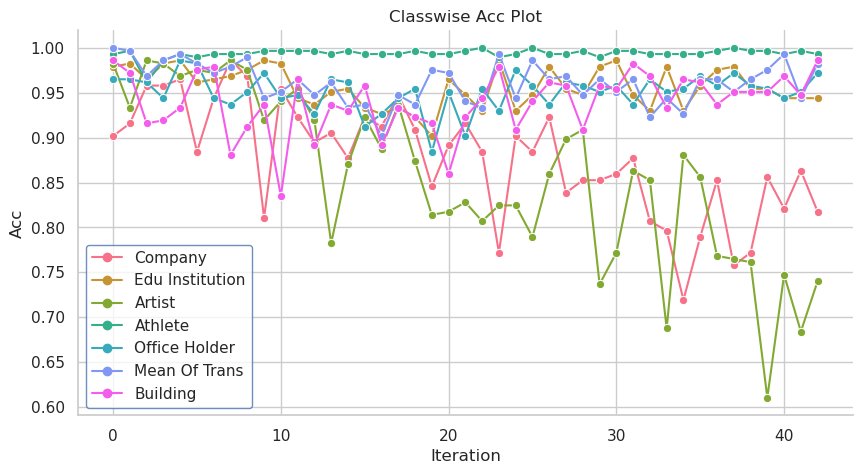 Classwise Acc Plot
1.00
0.95
0.90
0.85
0.80
0.75
0.70
0.65
0.60
Acc
Company
Edu Institution
Artist
Athlete
Office Holder
Mean Of Trans
Building
0 10 20 30 40
Iteration